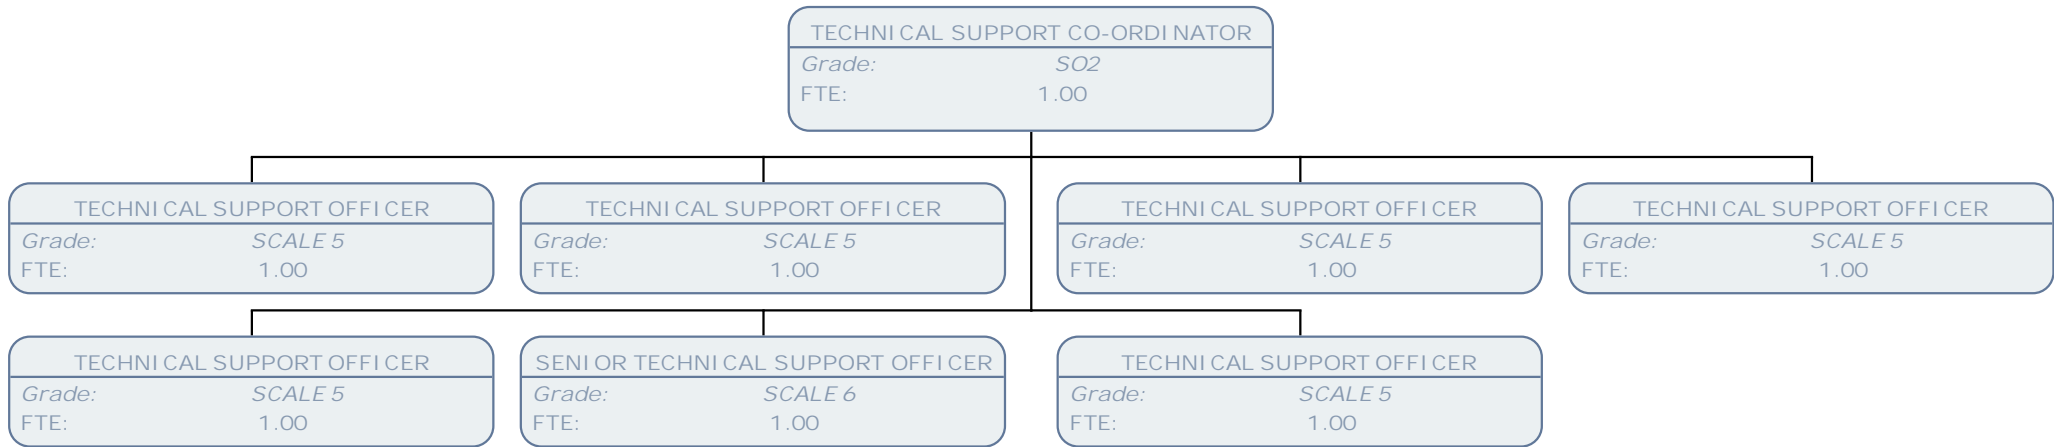 TECHNICAL SUPPORT CO-ORDINATOR
Grade: SO2
FTE: 1.00
TECHNICAL SUPPORT OFFICER
Grade: SCALE 5
FTE: 1.00
TECHNICAL SUPPORT OFFICER
Grade: SCALE 5
FTE: 1.00
TECHNICAL SUPPORT OFFICER
Grade: SCALE 5
FTE: 1.00
TECHNICAL SUPPORT OFFICER
Grade: SCALE 5
FTE: 1.00
TECHNICAL SUPPORT OFFICER
Grade: SCALE 5
FTE: 1.00
SENIOR TECHNICAL SUPPORT OFFICER
Grade: SCALE 6
FTE: 1.00
TECHNICAL SUPPORT OFFICER
Grade: SCALE 5
FTE: 1.00